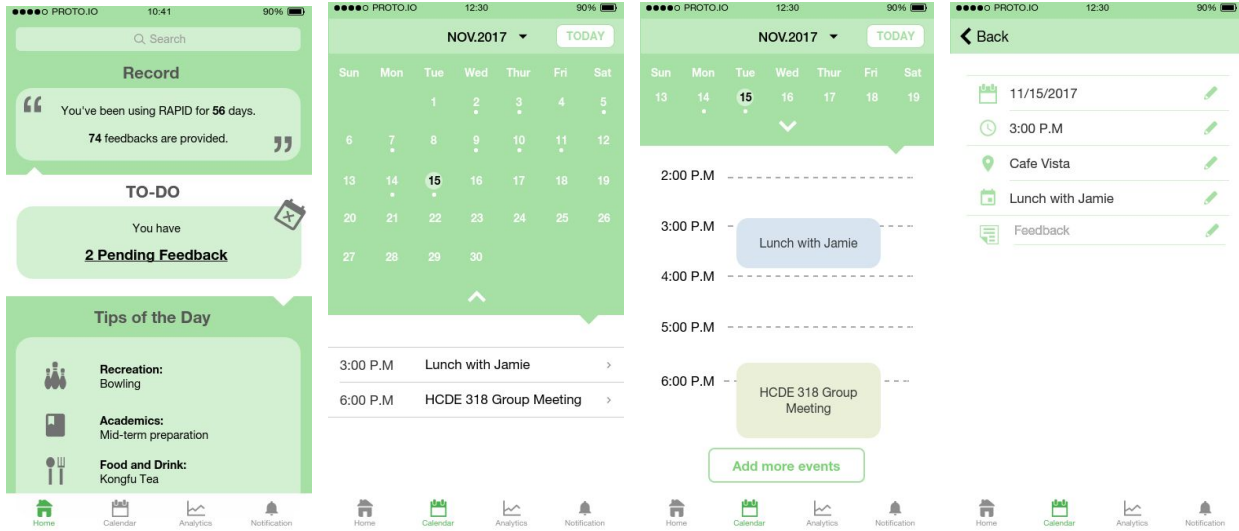 PROTO.IO 10:41 90%
Search
Record
“
You've been using RAPID for 56 days.
74 feedbacks are provided.
”
TO-DO
You have
2 Pending Feedback
Tips of the Day
Recreation:
Bowling
Academics:
Mid-term preparation
Food and Drink:
Kongfu Tea
Home Calendar Analytics Notification
PROTO.IO 12:30 90%
NOV.2017 TODAY
Sun Mon Tue Wed Thur Fri Sat
1 2 3 4 5
6 7 8 9 10 11 12
13 14 15 16 17 18 19
20 21 22 23 24 25 26
27 28 29 30
3:00 P.M Lunch with Jamie >
6:00 P.M HCDE 318 Group Meeting >
Home Calendar Analytics Notification
PROTO.IO 12:30 90%
NOV.2017 TODAY
Sun Mon Tue Wed Thur Fri Sat
13 14 15 16 17 18 19
2:00 P.M
3:00 P.M
Lunch with Jamie
4:00 P.M
5:00 P.M
6:00 P.M
HCDE 318 Group
Meeting
Add more events
Home Calendar Analytics Notification
PROTO.IO 12:30 90%
Back
11/15/2017
3:00 P.M
Cafe Vista
Lunch with Jamie
Feedback
Home Calendar Analytics Notification